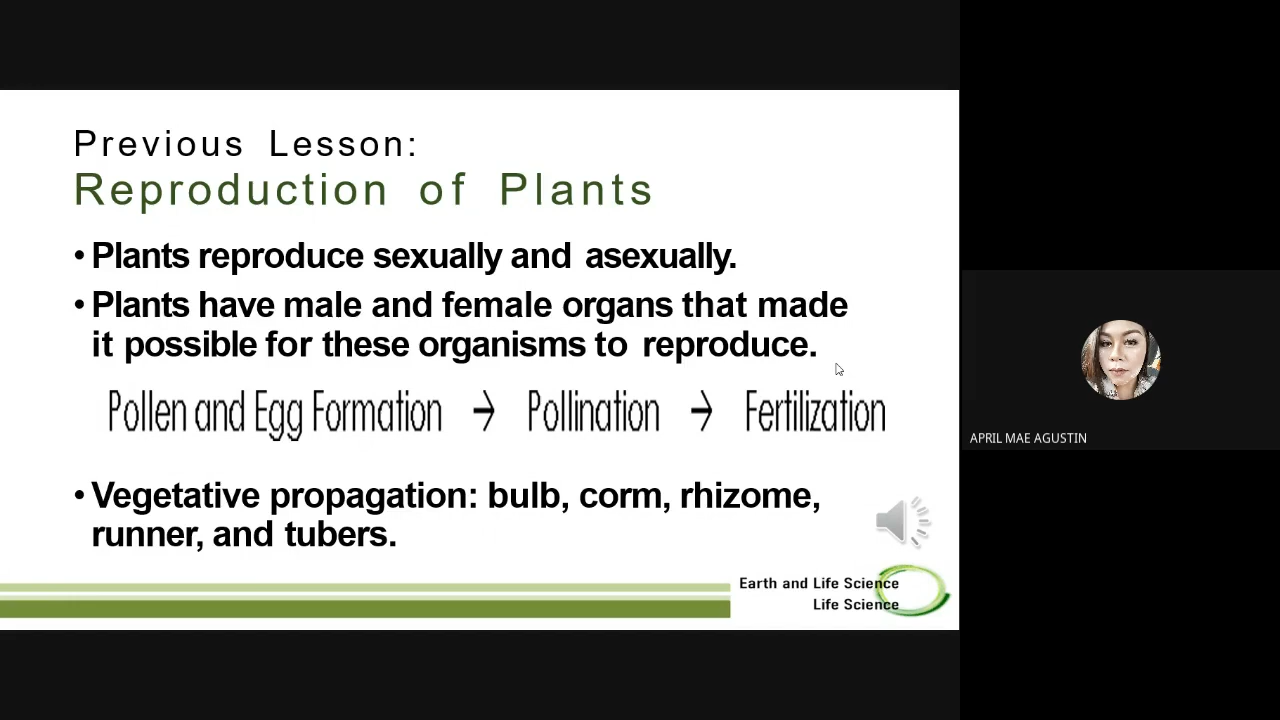 Previous Lesson:
Reproduction of Plants
• Plants reproduce sexually and asexually.
• Plants have male and female organs that made
it possible for these organisms to reproduce.
Pollen and Egg Formation → Pollination → Fertilization
• Vegetative propagation: bulb, corm, rhizome,
runner, and tubers.
Earth and Life Science
Life Science
APRIL MAE AGUSTIN